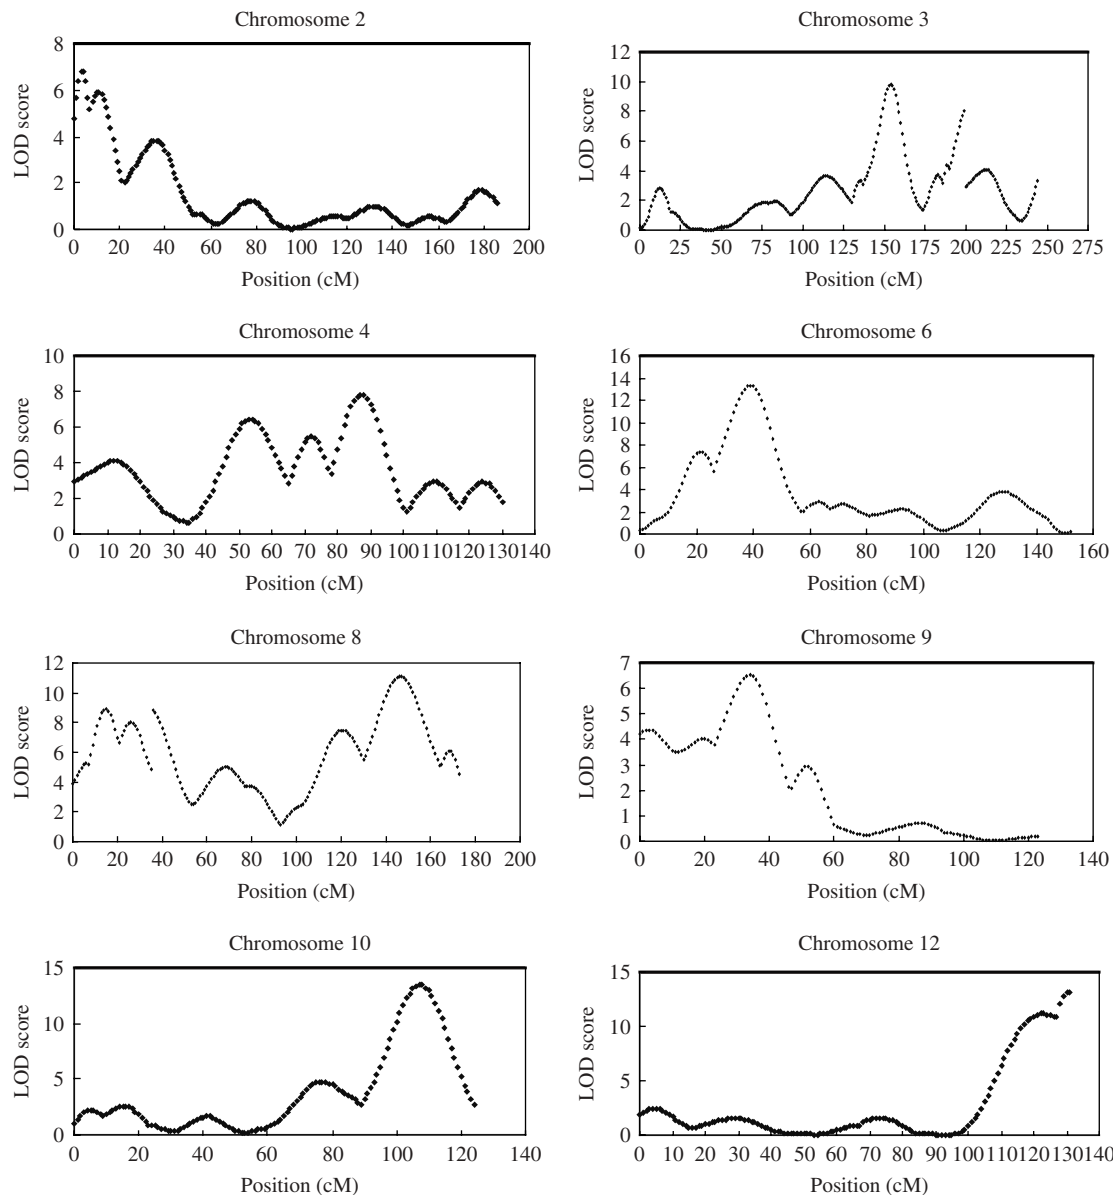 Chromosome 2
8
6
4
2
0
LOD score
0 20 40 60 80 100 120 140 160 180 200
Position (cM)
Chromosome 3
12
10
8
6
4
2
0
LOD score
0 25 50 75 100 125 150 175 200 225 250 275
Position (cM)
Chromosome 4
10
8
6
4
2
0
LOD score
0 10 20 30 40 50 60 70 80 90 100 110 120 130 140
Position (cM)
Chromosome 6
16
14
12
10
8
6
4
2
0
LOD score
0 20 40 60 80 100 120 140 160
Position (cM)
Chromosome 8
12
10
8
6
4
2
0
LOD score
0 20 40 60 80 100 120 140 160 180 200
Position (cM)
Chromosome 9
7
6
5
4
3
2
1
0
LOD score
0 20 40 60 80 100 120 140
Position (cM)
Chromosome 10
15
10
5
0
LOD score
0 20 40 60 80 100 120 140
Position (cM)
Chromosome 12
15
10
5
0
LOD score
0 10 20 30 40 50 60 70 80 90 100 110 120 130 140
Position (cM)